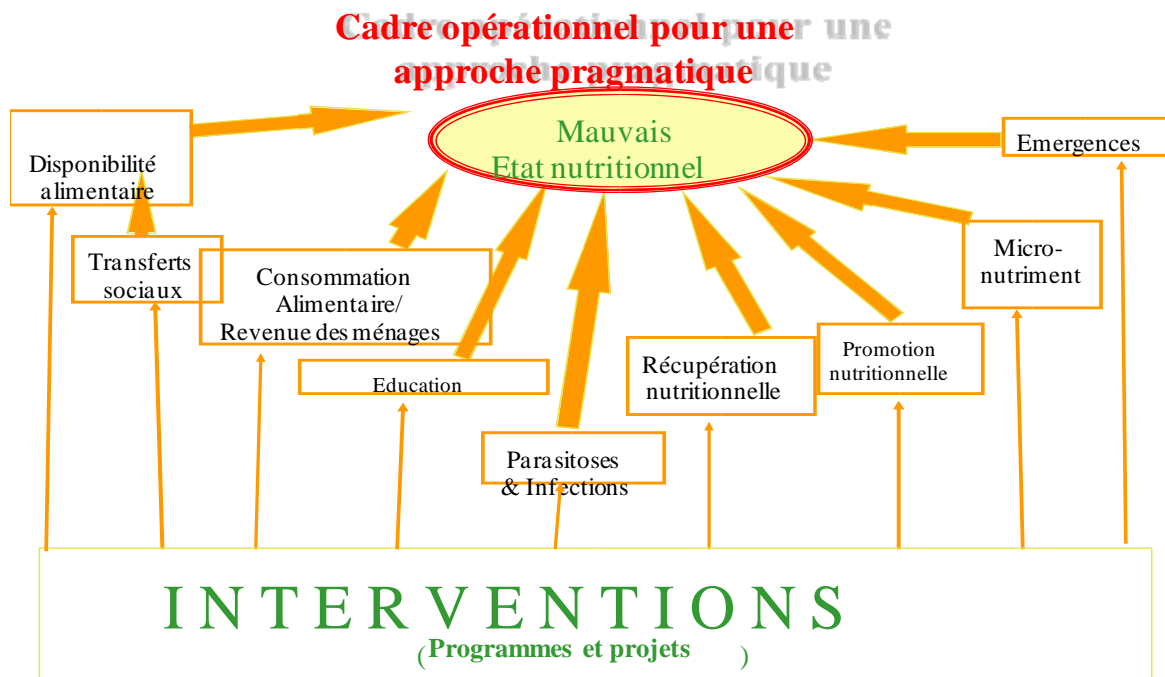 Cadre opérationnel pour une
approche pragmatique
Mauvais
Etat nutritionnel
Emergences
Disponibilité
alimentaire
Transferts
sociaux
Consommation
Alimentaire/
Revenue des ménages
Micro-
nutriment
Education
Récupération
nutritionnelle
Promotion
nutritionnelle
Parasitoses
& Infections
INTERVENTIONS
(Programmes et projets )